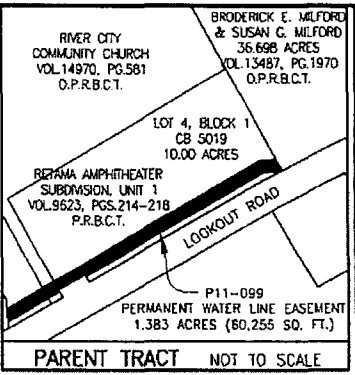 RIVER CITY
COMMUNITY CHURCH
VOL.14970, PG.581
O.P.R.B.C.T.
BRODERICK E. MILFORD
& SUSAN G. MILFORD
36.698 ACRES
VOL.13487, PG.1970
O.P.R.B.C.T.
LOT 4, BLOCK 1
CB 5019
10.00 ACRES
RETAMA AMPHITHEATER
SUBDIVISION, UNIT 1
VOL.9623, PGS.214-218
P.R.B.C.T.
LOOKOUT ROAD
P11-099
PERMANENT WATER LINE EASEMENT
1.383 ACRES (60,255 SQ. FT.)
PARENT TRACT NOT TO SCALE